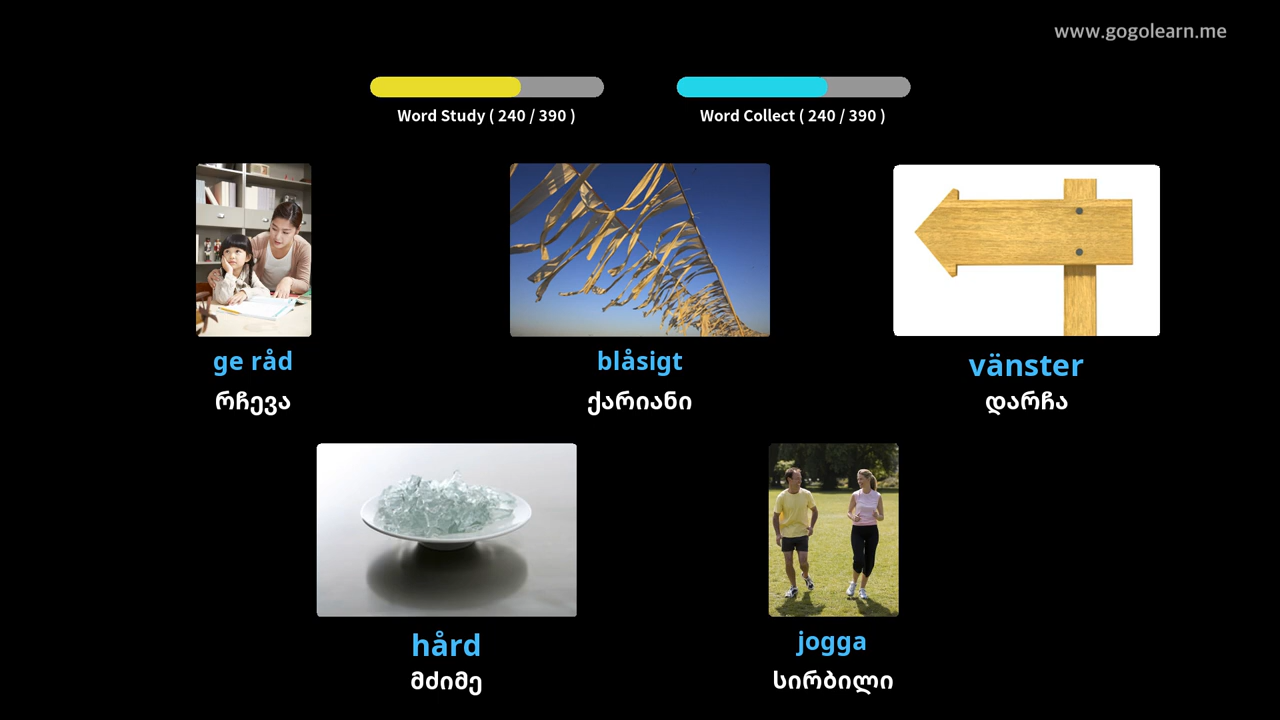 www.gogolearn.me
Word Study ( 240 / 390 )
Word Collect ( 240 / 390 )
ge råd
რჩევა
blåsigt
ქარიანი
vänster
დარჩა
hård
მძიმე
jogga
სირბილი